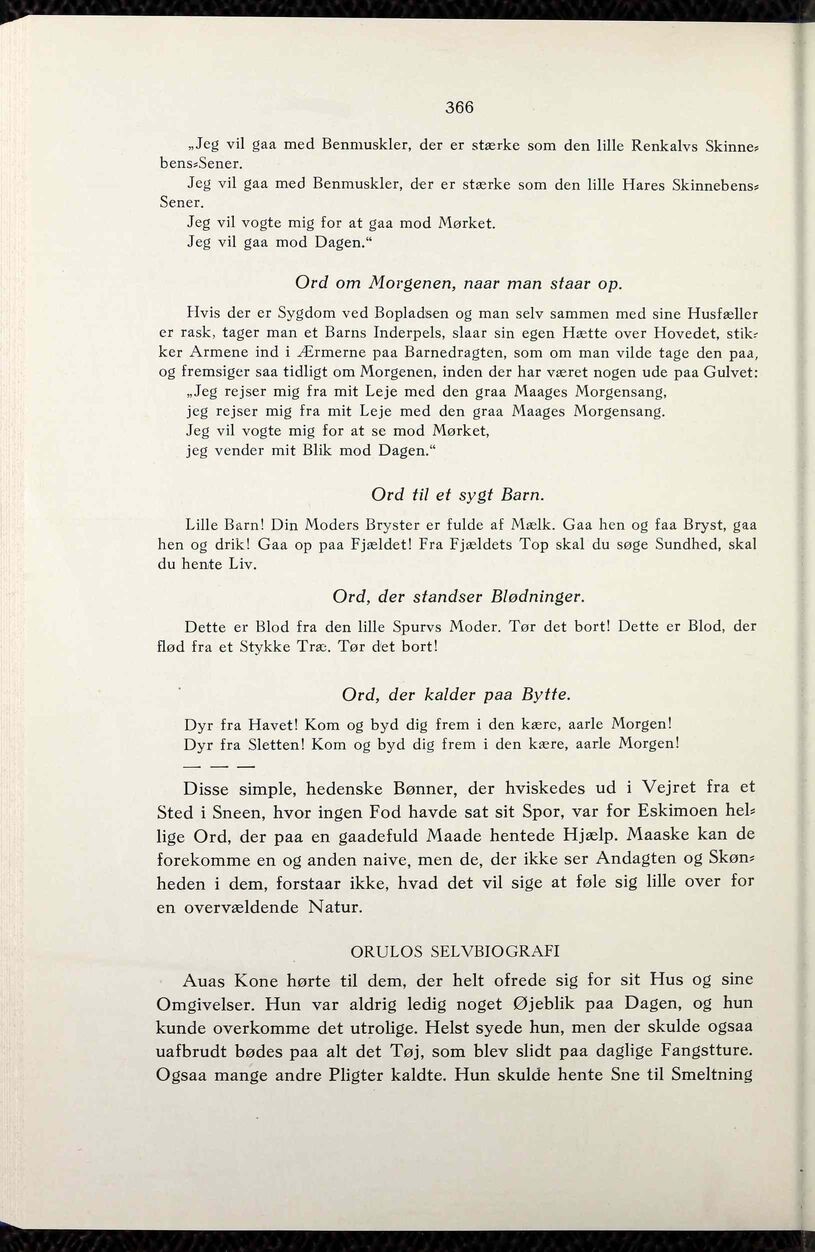 366
„Jeg vil gaa med Benmuskler, der er stærke som den lille Renkalvs Skinne⸗
bens⸗Sener.
Jeg vil gaa med Benmuskler, der er stærke som den lille Hares Skinnebens⸗
Sener.
Jeg vil vogte mig for at gaa mod Mørket.
Jeg vil gaa mod Dagen.“
Ord om Morgenen, naar man staar op.
Hvis der er Sygdom ved Bopladsen og man selv sammen med sine Husfæller
er rask, tager man et Barns Inderpels, slaar sin egen Hætte over Hovedet, stik⸗
ker Armene ind i Ærmerne paa Barnedragten, som om man vilde tage den paa,
og fremsiger saa tidligt om Morgenen, inden der har været nogen ude paa Gulvet:
„Jeg rejser mig fra mit Leje med den graa Maages Morgensang,
jeg rejser mig fra mit Leje med den graa Maages Morgensang.
Jeg vil vogte mig for at se mod Mørket,
jeg vender mit Blik mod Dagen.“
Ord til et sygt Barn.
Lille Barn! Din Moders Bryster er fulde af Mælk. Gaa hen og faa Bryst, gaa
hen og drik! Gaa op paa Fjældet! Fra Fjældets Top skal du søge Sundhed, skal
du hente Liv.
Ord, der standser Blødninger.
Dette er Blod fra den lille Spurvs Moder. Tør det bort! Dette er Blod, der
flød fra et Stykke Træ. Tør det bort!
Ord, der kalder paa Bytte.
Dyr fra Havet! Kom og byd dig frem i den kære, aarle Morgen!
Dyr fra Sletten! Kom og byd dig frem i den kære, aarle Morgen!
— — —
Disse simple, hedenske Bønner, der hviskedes ud i Vejret fra et
Sted i Sneen, hvor ingen Fod havde sat sit Spor, var for Eskimoen hel⸗
lige Ord, der paa en gaadefuld Maade hentede Hjælp. Maaske kan de
forekomme en og anden naive, men de, der ikke ser Andagten og Skøn⸗
heden i dem, forstaar ikke, hvad det vil sige at føle sig lille over for
en overvældende Natur.
ORULOS SELVBIOGRAFI
Auas Kone hørte til dem, der helt ofrede sig for sit Hus og sine
Omgivelser. Hun var aldrig ledig noget Øjeblik paa Dagen, og hun
kunde overkomme det utrolige. Helst syede hun, men der skulde ogsaa
uafbrudt bødes paa alt det Tøj, som blev slidt paa daglige Fangstture.
Ogsaa mange andre Pligter kaldte. Hun skulde hente Sne til Smeltning